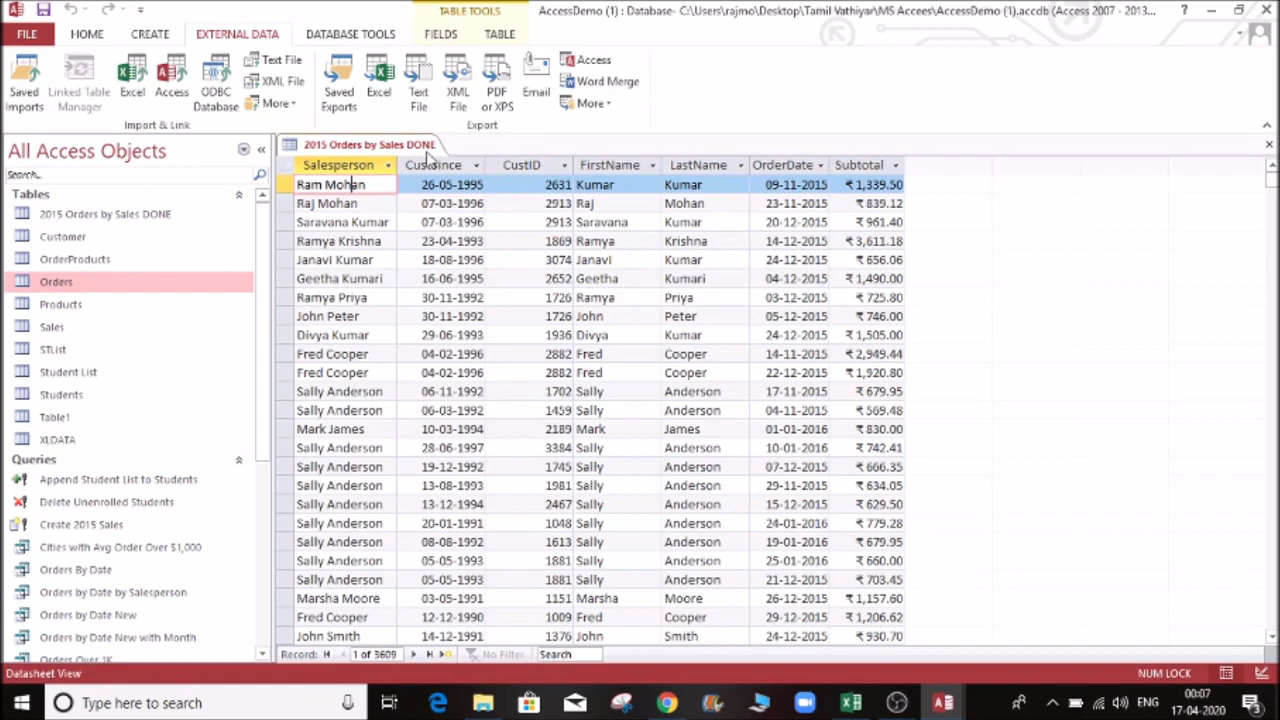 TABLE TOOLS
AccessDemo (1) : Database- C:\Users\rajmo\Desktop\Tamil Vathiyar\MS Accees\AccessDemo (1).accdb (Access 2007 - 2013...
FILE HOME CREATE EXTERNAL DATA DATABASE TOOLS FIELDS TABLE
Saved Imports
Linked Table Manager
Excel
Access
ODBC Database
Text File
XML File
More
Import & Link
Saved Exports
Excel
Text File
XML File
PDF or XPS
Email
Access
Word Merge
More
Export
All Access Objects
Search...
Tables
2015 Orders by Sales DONE
Customer
OrderProducts
Orders
Products
Sales
STList
Student List
Students
Table1
XLDATA
Queries
Append Student List to Students
Delete Unenrolled Students
Create 2015 Sales
Cities with Avg Order Over $1,000
Orders By Date
Orders by Date by Salesperson
Orders by Date New
Orders by Date New with Month
Orders Over 1K
2015 Orders by Sales DONE
Salesperson CustSince CustID FirstName LastName OrderDate Subtotal
Ram Mohan 26-05-1995 2631 Kumar Kumar 09-11-2015 ₹ 1,339.50
Raj Mohan 07-03-1996 2913 Raj Mohan 23-11-2015 ₹ 839.12
Saravana Kumar 07-03-1996 2913 Saravana Kumar 20-12-2015 ₹ 961.40
Ramya Krishna 23-04-1993 1869 Ramya Krishna 14-12-2015 ₹ 3,611.18
Janavi Kumar 18-08-1996 3074 Janavi Kumar 24-12-2015 ₹ 656.06
Geetha Kumari 16-06-1995 2652 Geetha Kumari 04-12-2015 ₹ 1,490.00
Ramya Priya 30-11-1992 1726 Ramya Priya 03-12-2015 ₹ 725.80
John Peter 30-11-1992 1726 John Peter 05-12-2015 ₹ 746.00
Divya Kumar 29-06-1993 1936 Divya Kumar 24-12-2015 ₹ 1,505.00
Fred Cooper 04-02-1996 2882 Fred Cooper 14-11-2015 ₹ 2,949.44
Fred Cooper 04-02-1996 2882 Fred Cooper 22-12-2015 ₹ 1,920.80
Sally Anderson 06-11-1992 1702 Sally Anderson 17-11-2015 ₹ 679.95
Sally Anderson 06-03-1992 1459 Sally Anderson 04-11-2015 ₹ 569.48
Mark James 10-03-1994 2189 Mark James 01-01-2016 ₹ 830.00
Sally Anderson 28-06-1997 3384 Sally Anderson 10-01-2016 ₹ 742.41
Sally Anderson 19-12-1992 1745 Sally Anderson 07-12-2015 ₹ 666.35
Sally Anderson 13-08-1993 1981 Sally Anderson 29-11-2015 ₹ 634.05
Sally Anderson 13-12-1994 2467 Sally Anderson 15-12-2015 ₹ 629.50
Sally Anderson 20-01-1991 1048 Sally Anderson 24-01-2016 ₹ 779.28
Sally Anderson 08-08-1992 1613 Sally Anderson 19-01-2016 ₹ 679.95
Sally Anderson 05-05-1993 1881 Sally Anderson 25-01-2016 ₹ 660.00
Sally Anderson 05-05-1993 1881 Sally Anderson 21-12-2015 ₹ 703.45
Marsha Moore 03-05-1991 1151 Marsha Moore 26-12-2015 ₹ 1,157.60
Fred Cooper 12-12-1990 1009 Fred Cooper 29-12-2015 ₹ 1,206.62
John Smith 14-12-1991 1376 John Smith 24-12-2015 ₹ 930.70
Record: 1 of 3609 No Filter Search
Datasheet View NUM LOCK
Type here to search ENG 00:07
17-04-2020 3